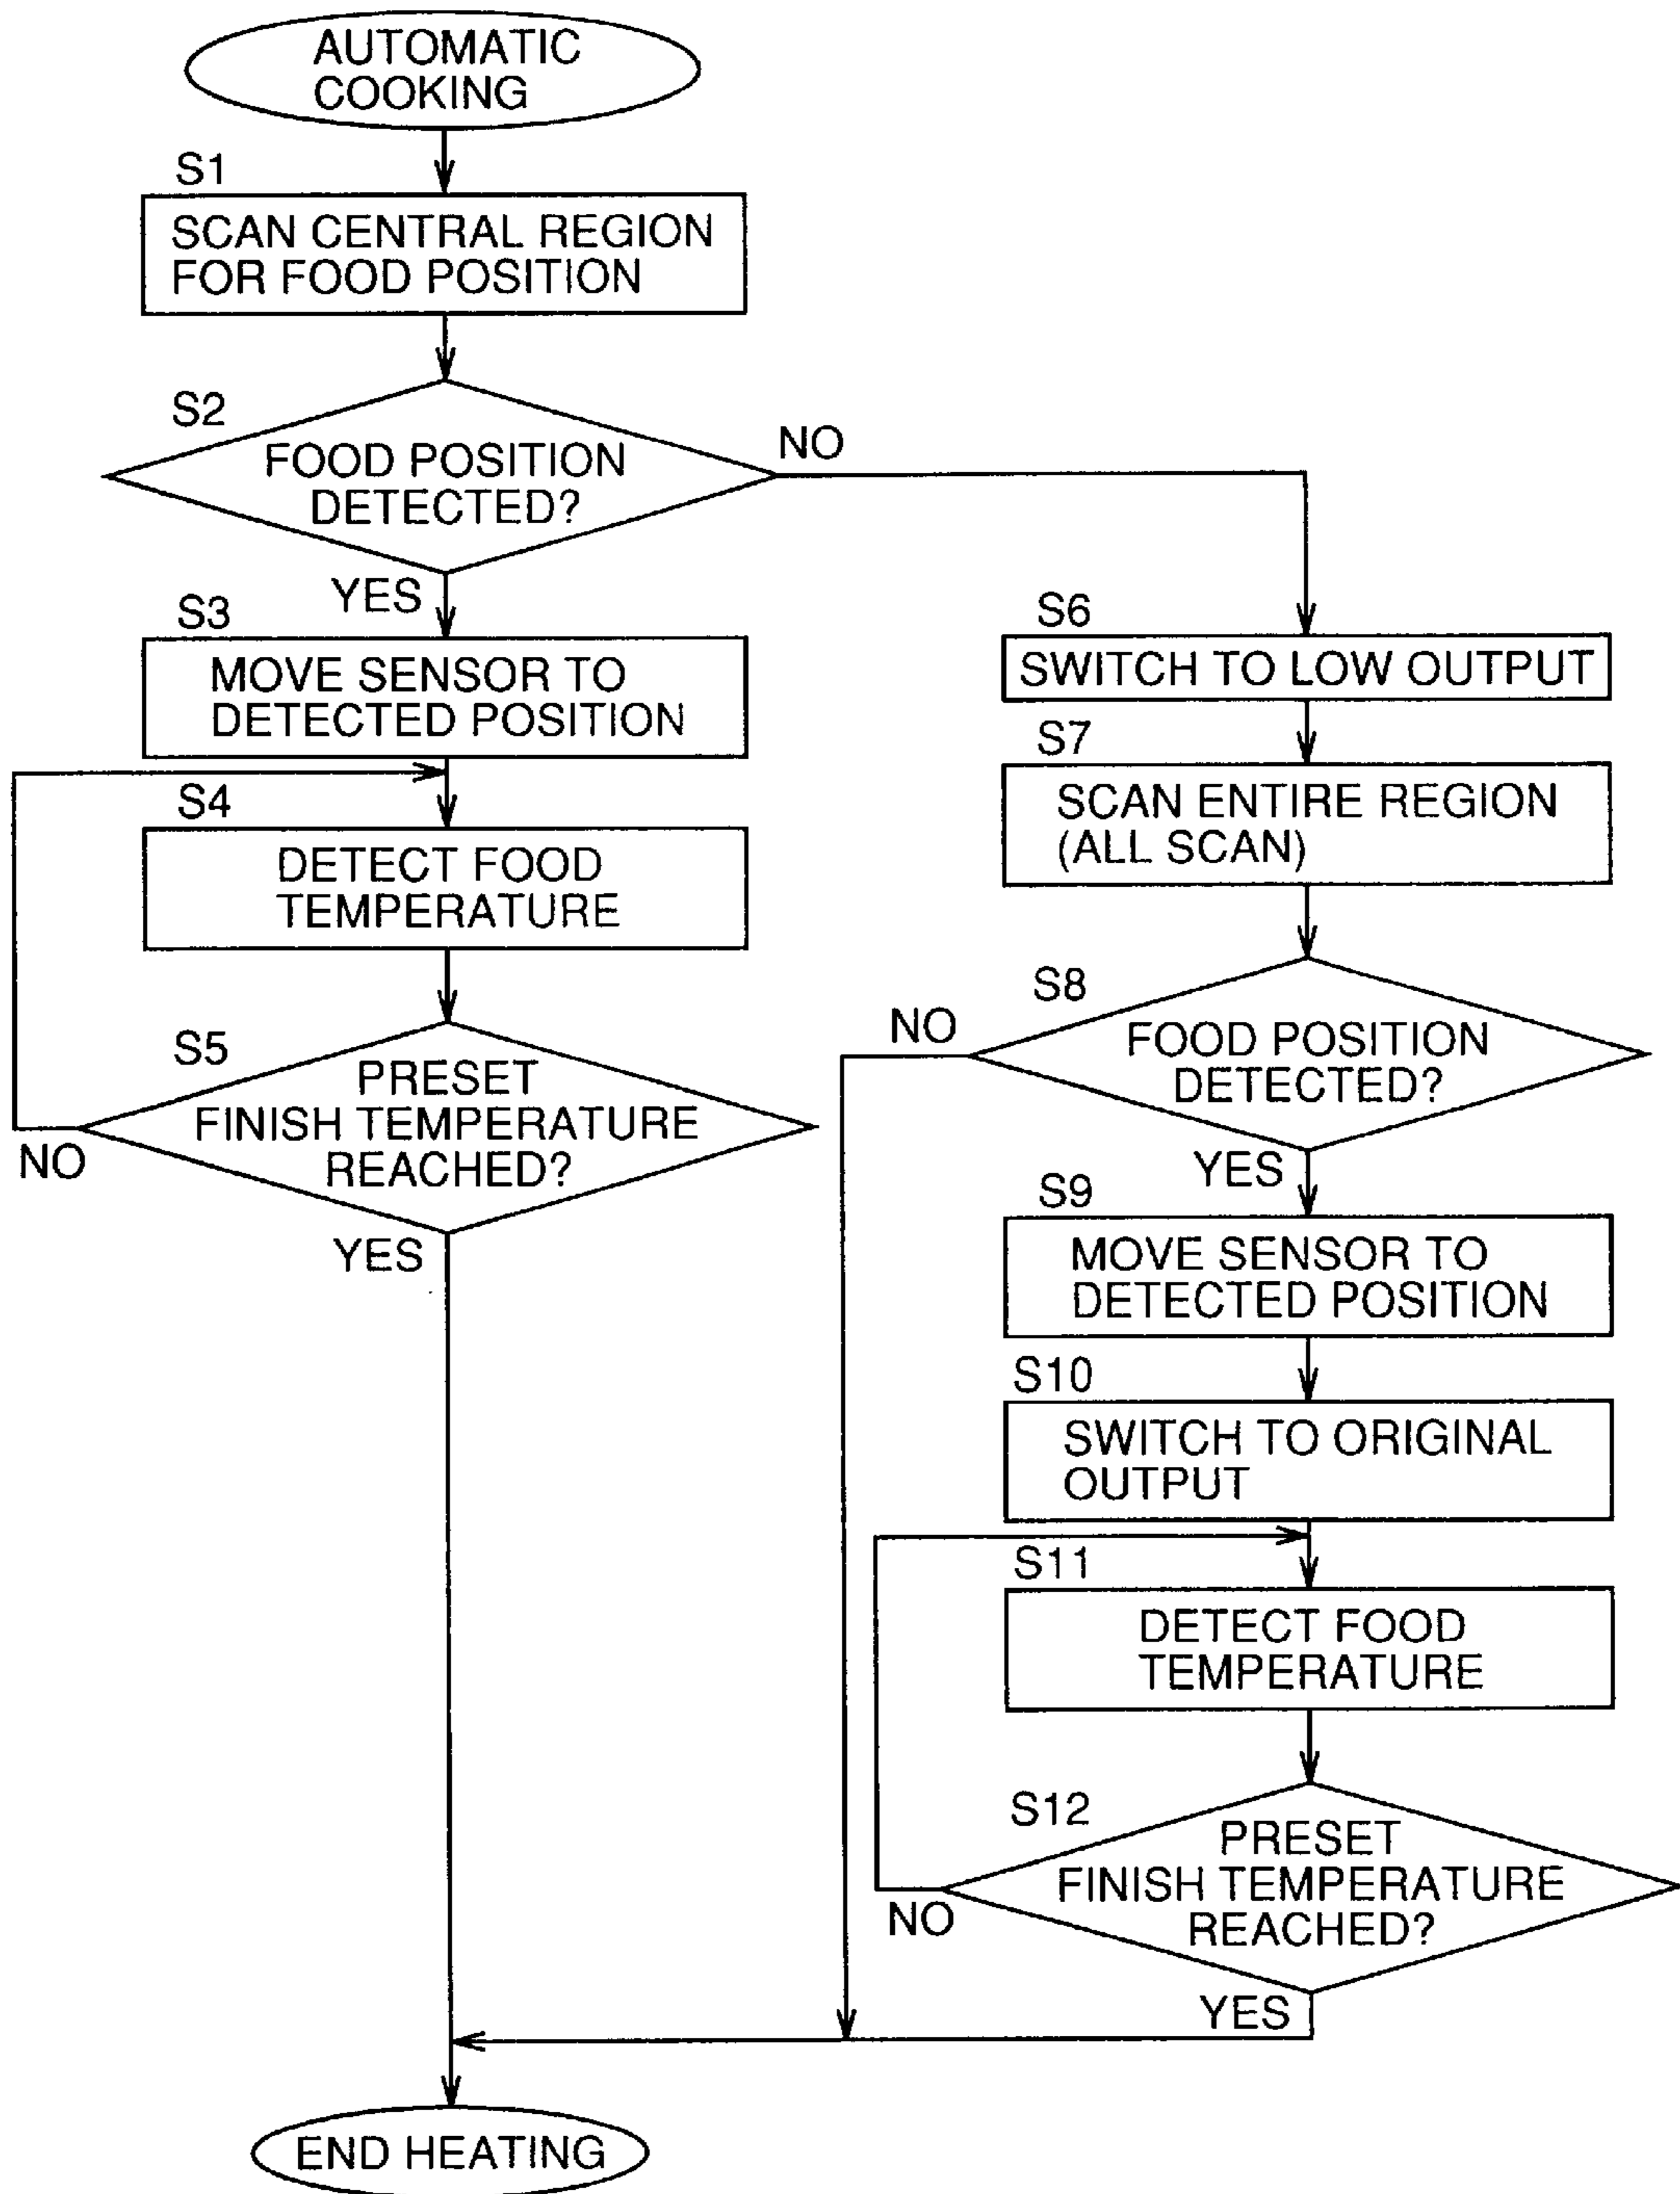 AUTOMATIC
COOKING
S1
SCAN CENTRAL REGION
FOR FOOD POSITION
S2
FOOD POSITION
DETECTED?
NO
YES
S3
MOVE SENSOR TO
DETECTED POSITION
S4
DETECT FOOD
TEMPERATURE
S5
PRESET
FINISH TEMPERATURE
REACHED?
NO
YES
S6
SWITCH TO LOW OUTPUT
S7
SCAN ENTIRE REGION
(ALL SCAN)
S8
FOOD POSITION
DETECTED?
NO
YES
S9
MOVE SENSOR TO
DETECTED POSITION
S10
SWITCH TO ORIGINAL
OUTPUT
S11
DETECT FOOD
TEMPERATURE
S12
PRESET
FINISH TEMPERATURE
REACHED?
NO
YES
END HEATING